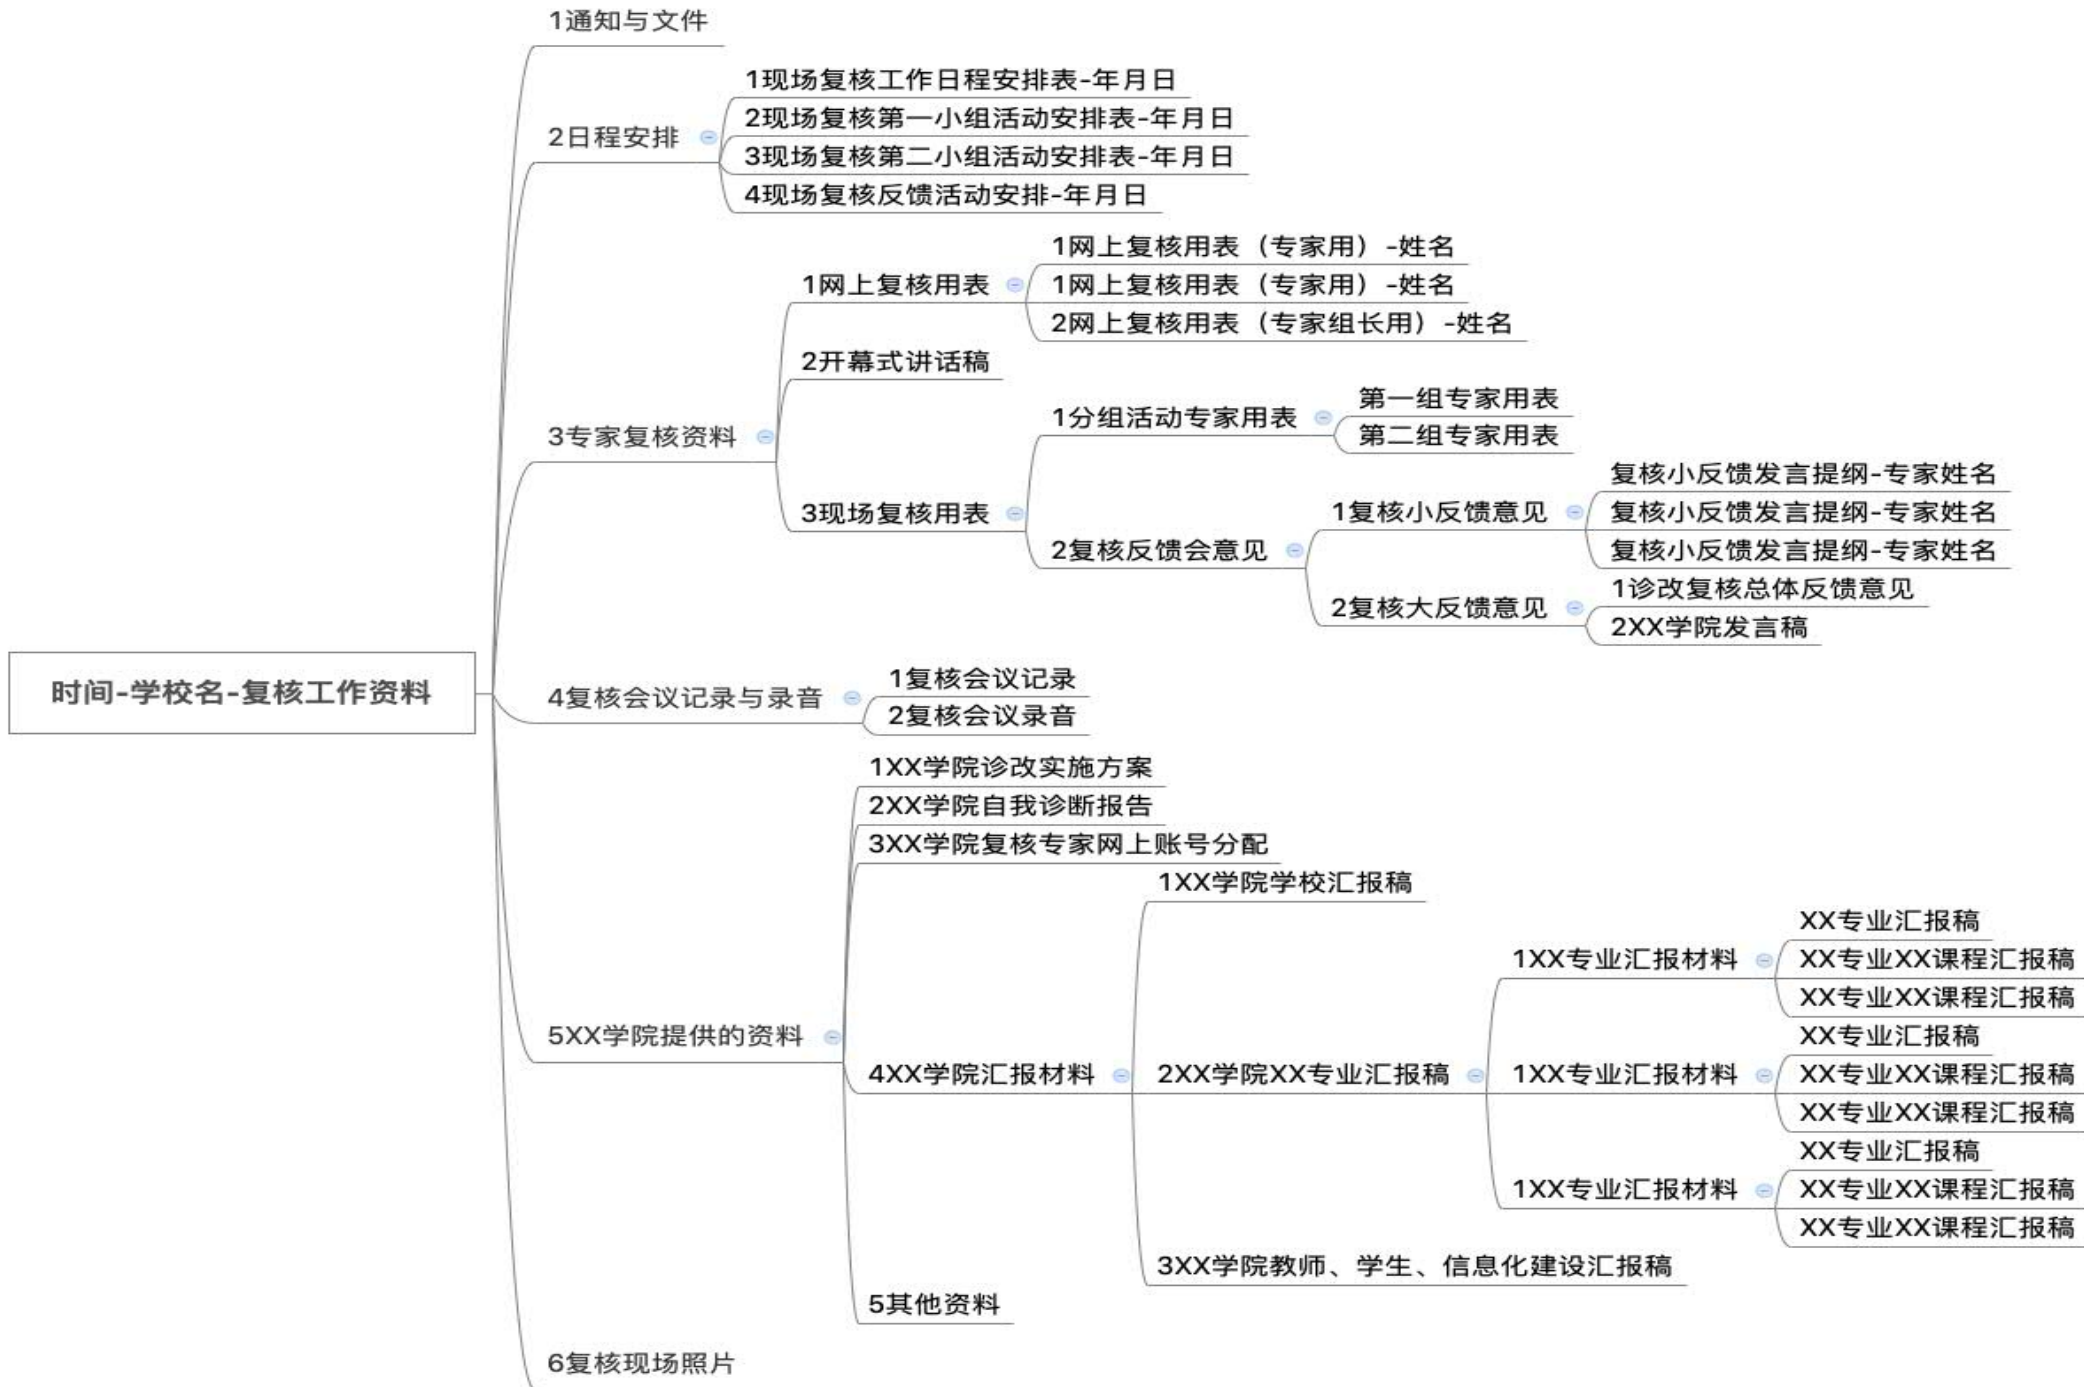 1通知与文件
2日程安排
1现场复核工作日程安排表-年月日
2现场复核第一小组活动安排表-年月日
3现场复核第二小组活动安排表-年月日
4现场复核反馈活动安排-年月日
3专家复核资料
1网上复核用表
1网上复核用表（专家用）-姓名
1网上复核用表（专家用）-姓名
2网上复核用表（专家组长用）-姓名
2开幕式讲话稿
3现场复核用表
1分组活动专家用表
第一组专家用表
第二组专家用表
2复核反馈会意见
1复核小反馈意见
复核小反馈发言提纲-专家姓名
复核小反馈发言提纲-专家姓名
复核小反馈发言提纲-专家姓名
2复核大反馈意见
1诊改复核总体反馈意见
2XX学院发言稿
时间-学校名-复核工作资料
4复核会议记录与录音
1复核会议记录
2复核会议录音
5XX学院提供的资料
1XX学院诊改实施方案
2XX学院自我诊断报告
3XX学院复核专家网上账号分配
4XX学院汇报材料
1XX学院学校汇报稿
2XX学院XX专业汇报稿
1XX专业汇报材料
XX专业汇报稿
XX专业XX课程汇报稿
XX专业XX课程汇报稿
1XX专业汇报材料
XX专业汇报稿
XX专业XX课程汇报稿
XX专业XX课程汇报稿
1XX专业汇报材料
XX专业汇报稿
XX专业XX课程汇报稿
XX专业XX课程汇报稿
3XX学院教师、学生、信息化建设汇报稿
5其他资料
6复核现场照片